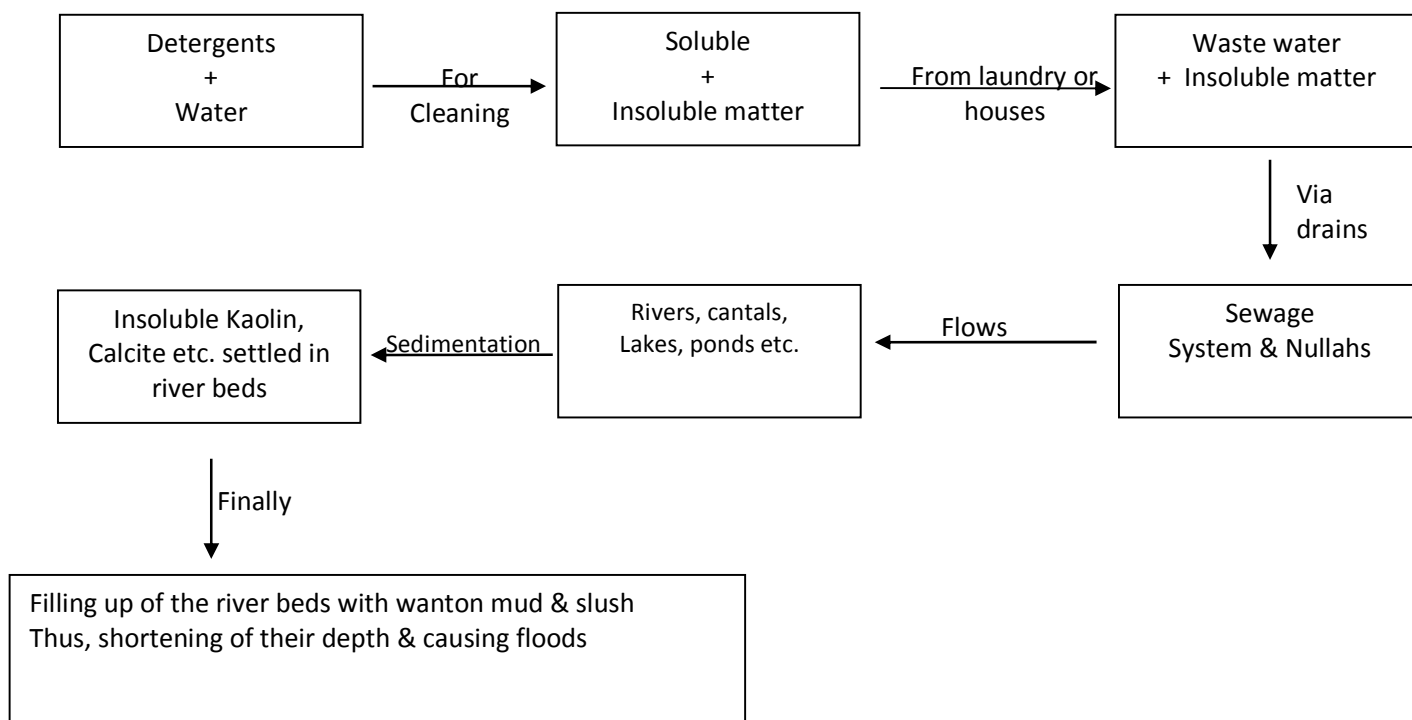 Detergents
+
Water
For
Cleaning
Soluble
+
Insoluble matter
From laundry or
houses
Waste water
+ Insoluble matter
Via
drains
Sewage
System & Nullahs
Flows
Rivers, cantals,
Lakes, ponds etc.
Sedimentation
Insoluble Kaolin,
Calcite etc. settled in
river beds
Finally
Filling up of the river beds with wanton mud & slush
Thus, shortening of their depth & causing floods